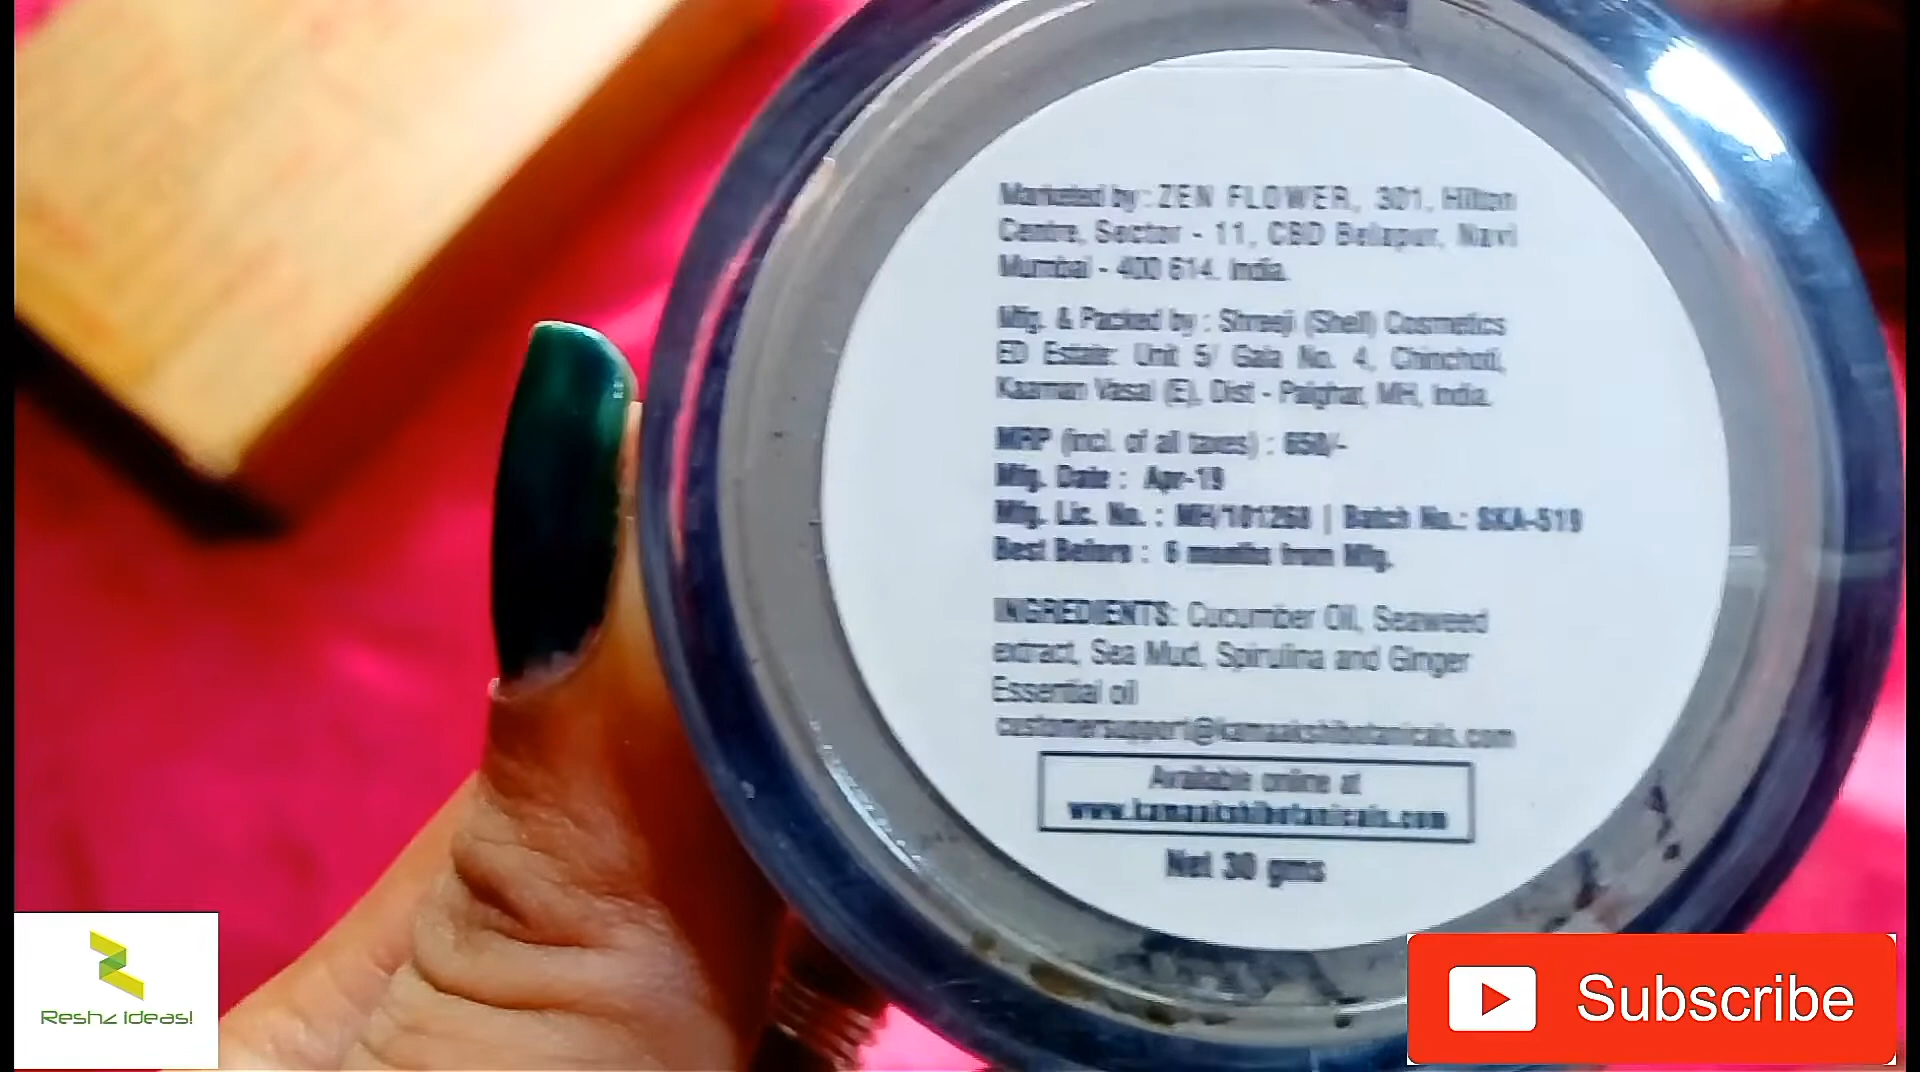 Marketed by : ZEN FLOWER, 301, Hilton
Centre, Sector - 11, CBD Belapur, Navi
Mumbai - 400 614. India.
Mfg. & Packed by : Shreeji (Shell) Cosmetics
ED Estate: Unit 5/ Gala No. 4, Chinchoti,
Kaaman Vasai (E), Dist - Palghar, MH, India.
MRP (incl. of all taxes) : 650/-
Mfg. Date : Apr-19
Mfg. Lic. No. : MH/101268 | Batch No.: SKA-519
Best Before : 6 months from Mfg.
INGREDIENTS: Cucumber Oil, Seaweed
extract, Sea Mud, Spirulina and Ginger
Essential oil
customersupport@kamaakshibotanicals.com
Available online at
www.kamaakshibotanicals.com
Net 30 gms
Reshz ideas!
Subscribe